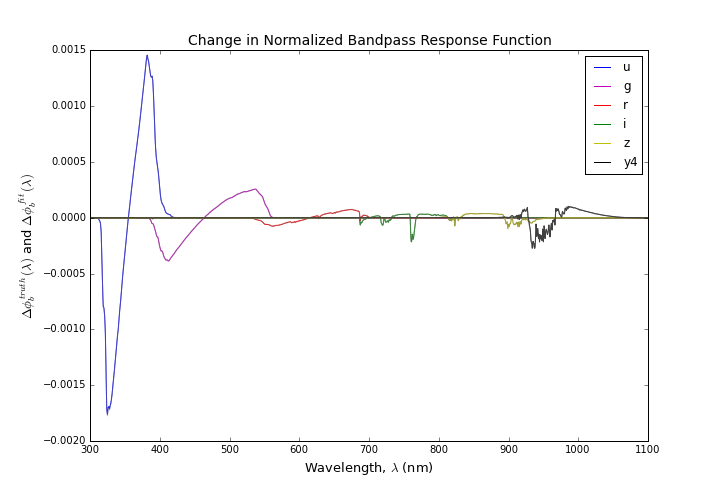 Change in Normalized Bandpass Response Function
0.0015
0.0010
0.0005
0.0000
−0.0005
−0.0010
−0.0015
−0.0020
Δϕ_b^{truth}(λ) and Δϕ_b^{fit}(λ)
u
g
r
i
z
y4
300 400 500 600 700 800 900 1000 1100
Wavelength, λ (nm)